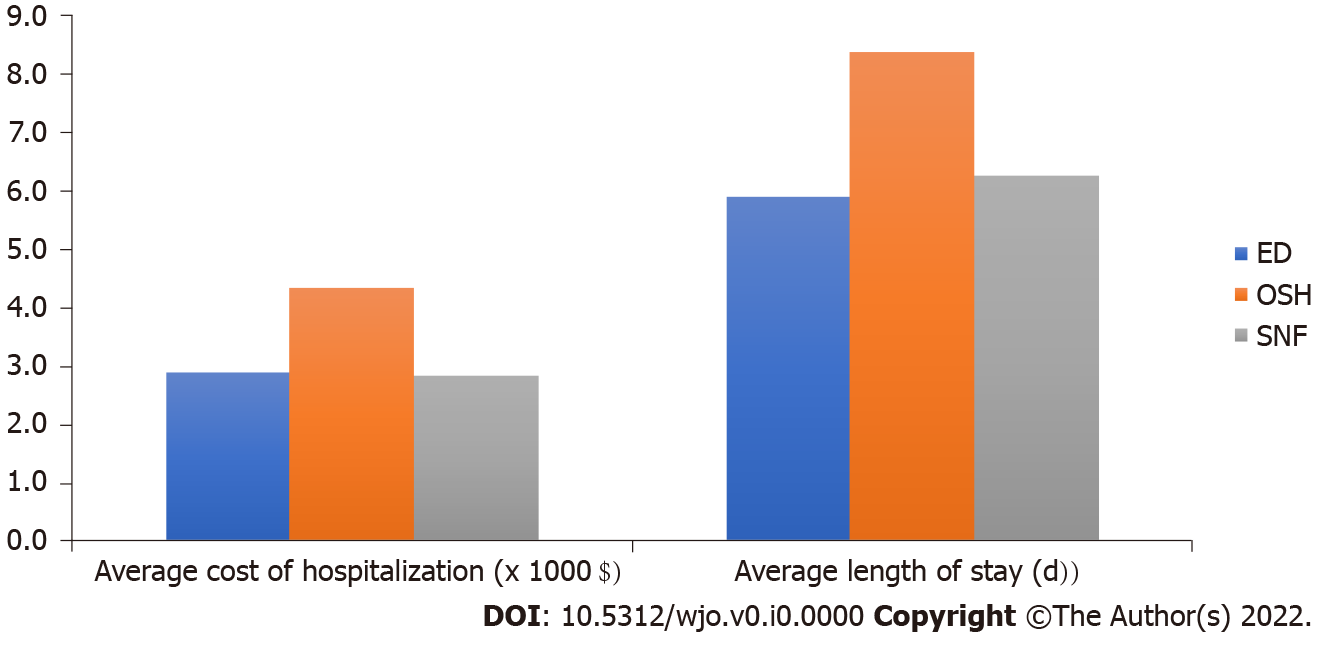 9.0
8.0
7.0
6.0
5.0
4.0
3.0
2.0
1.0
0.0
Average cost of hospitalization (x 1000 $)
Average length of stay (d))
ED
OSH
SNF
DOI: 10.5312/wjo.v0.i0.0000 Copyright ©The Author(s) 2022.